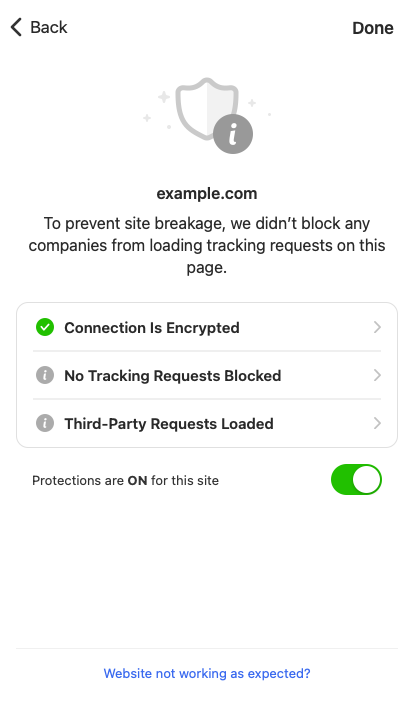 Back
Done
example.com
To prevent site breakage, we didn’t block any
companies from loading tracking requests on this
page.
Connection Is Encrypted
No Tracking Requests Blocked
Third-Party Requests Loaded
Protections are ON for this site
Website not working as expected?